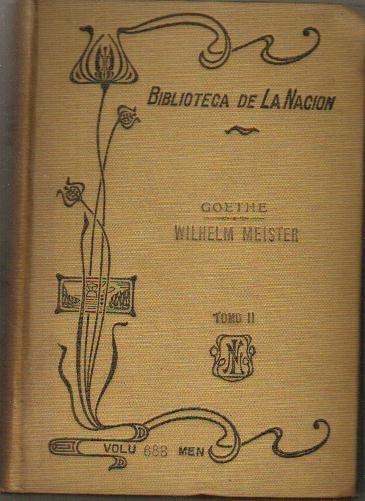 BIBLIOTECA DE LA NACION
GOETHE
WILHELM MEISTER
TOMO II
VOLU 688 MEN